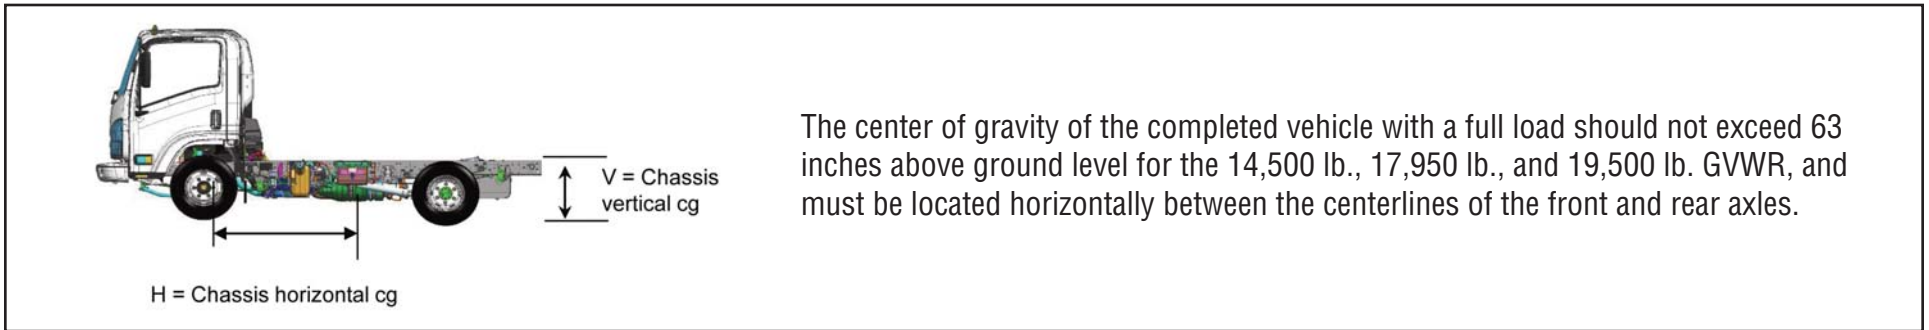 The center of gravity of the completed vehicle with a full load should not exceed 63
inches above ground level for the 14,500 lb., 17,950 lb., and 19,500 lb. GVWR, and
must be located horizontally between the centerlines of the front and rear axles.
V = Chassis
vertical cg
H = Chassis horizontal cg